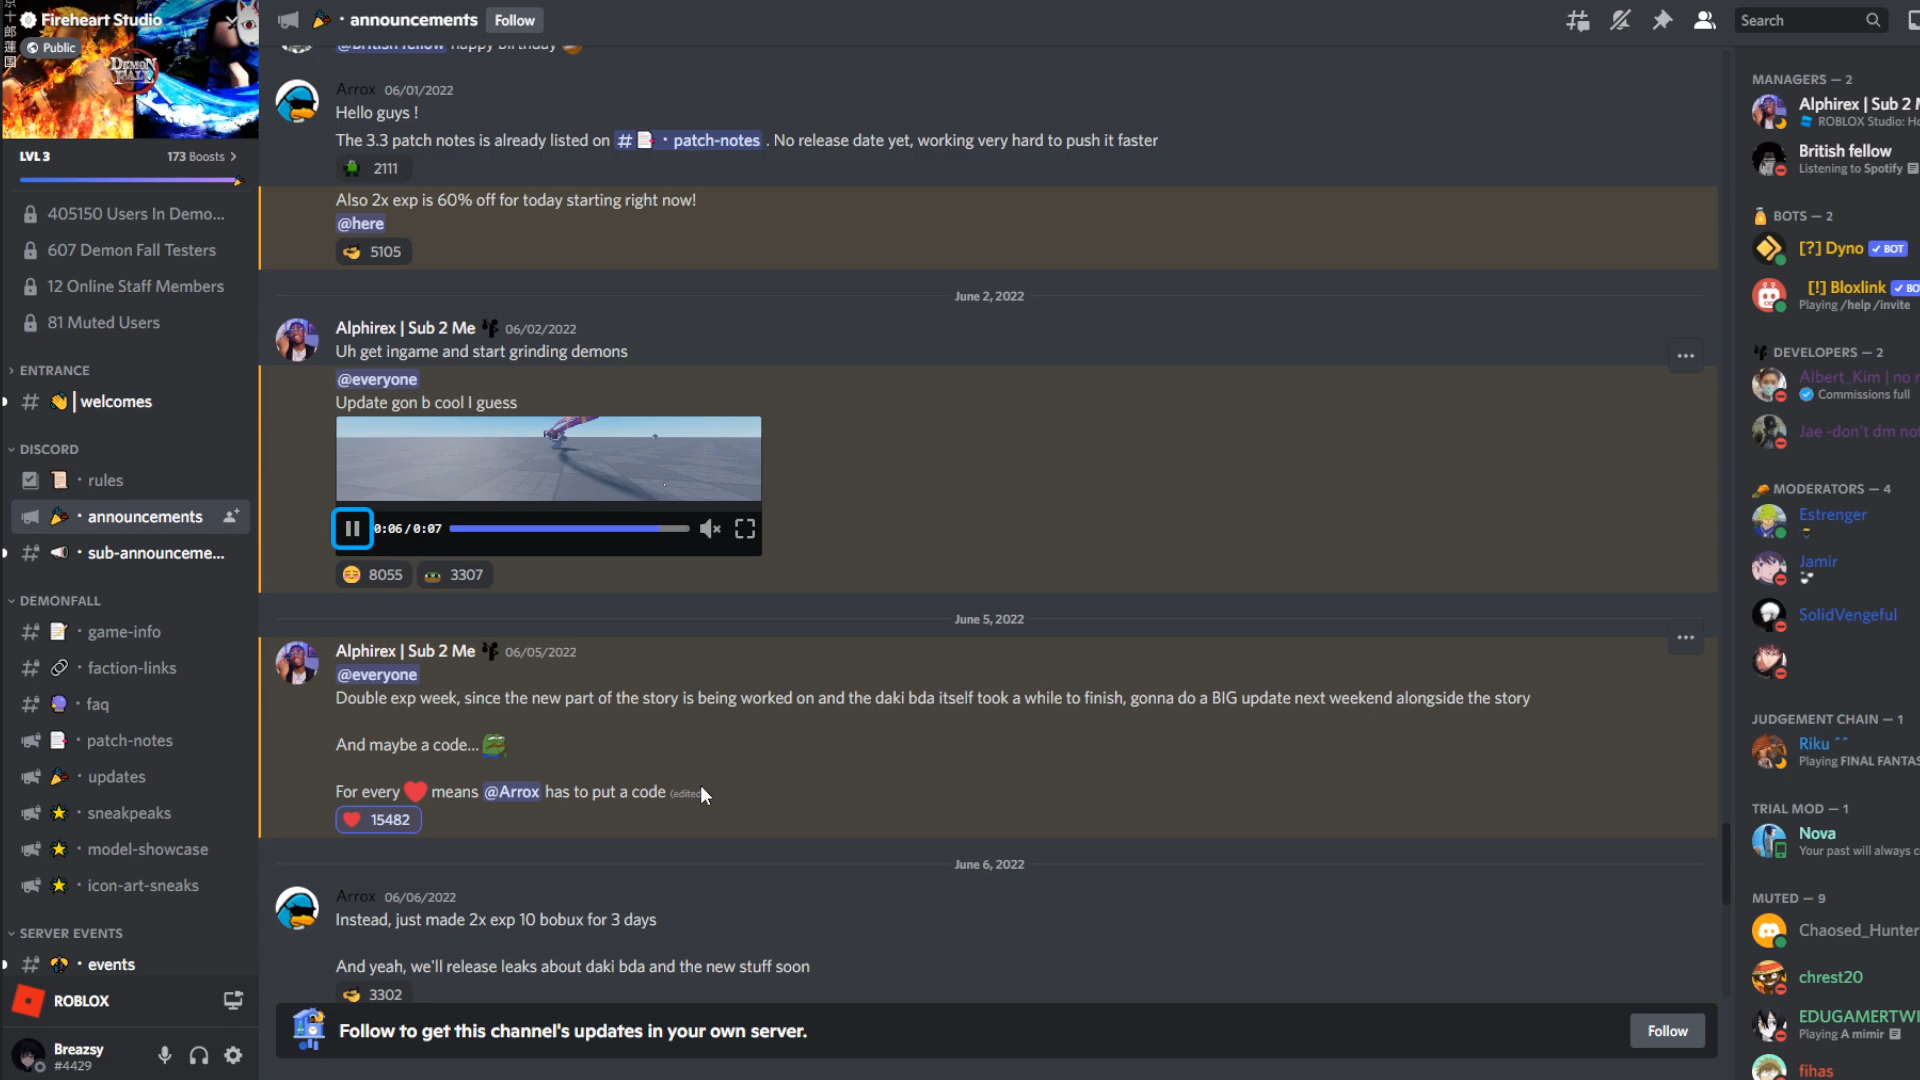 Fireheart Studio
Public
DEMON
FALL
LVL 3
173 Boosts
405150 Users In Demo...
607 Demon Fall Testers
12 Online Staff Members
81 Muted Users
ENTRANCE
welcomes
DISCORD
rules
announcements
sub-announceme...
DEMONFALL
game-info
faction-links
faq
patch-notes
updates
sneakpeaks
model-showcase
icon-art-sneaks
SERVER EVENTS
events
ROBLOX
Breazsy
#4429
announcements
Follow
Search
@British fellow happy birthday
Arrox 06/01/2022
Hello guys !
The 3.3 patch notes is already listed on # · patch-notes . No release date yet, working very hard to push it faster
2111
Also 2x exp is 60% off for today starting right now!
@here
5105
June 2, 2022
Alphirex | Sub 2 Me 06/02/2022
Uh get ingame and start grinding demons
@everyone
Update gon b cool I guess
0:06/0:07
8055 3307
June 5, 2022
Alphirex | Sub 2 Me 06/05/2022
@everyone
Double exp week, since the new part of the story is being worked on and the daki bda itself took a while to finish, gonna do a BIG update next weekend alongside the story
And maybe a code...
For every means @Arrox has to put a code (edited
15482
June 6, 2022
Arrox 06/06/2022
Instead, just made 2x exp 10 bobux for 3 days
And yeah, we'll release leaks about daki bda and the new stuff soon
3302
Follow to get this channel's updates in your own server.
Follow
MANAGERS — 2
Alphirex | Sub 2
ROBLOX Studio:
British fellow
Listening to Spotify
BOTS — 2
[?] Dyno BOT
[!] Bloxlink BO
Playing /help /invite
DEVELOPERS — 2
Albert_Kim | no
Commissions full
Jae -don't dm
MODERATORS — 4
Estrenger
Jamir
SolidVengeful
JUDGEMENT CHAIN — 1
Riku ^^
Playing FINAL FANTAS
TRIAL MOD — 1
Nova
Your past will always
MUTED — 9
Chaosed_Hunter
chrest20
EDUGAMERTWI
Playing A mimir
fihas